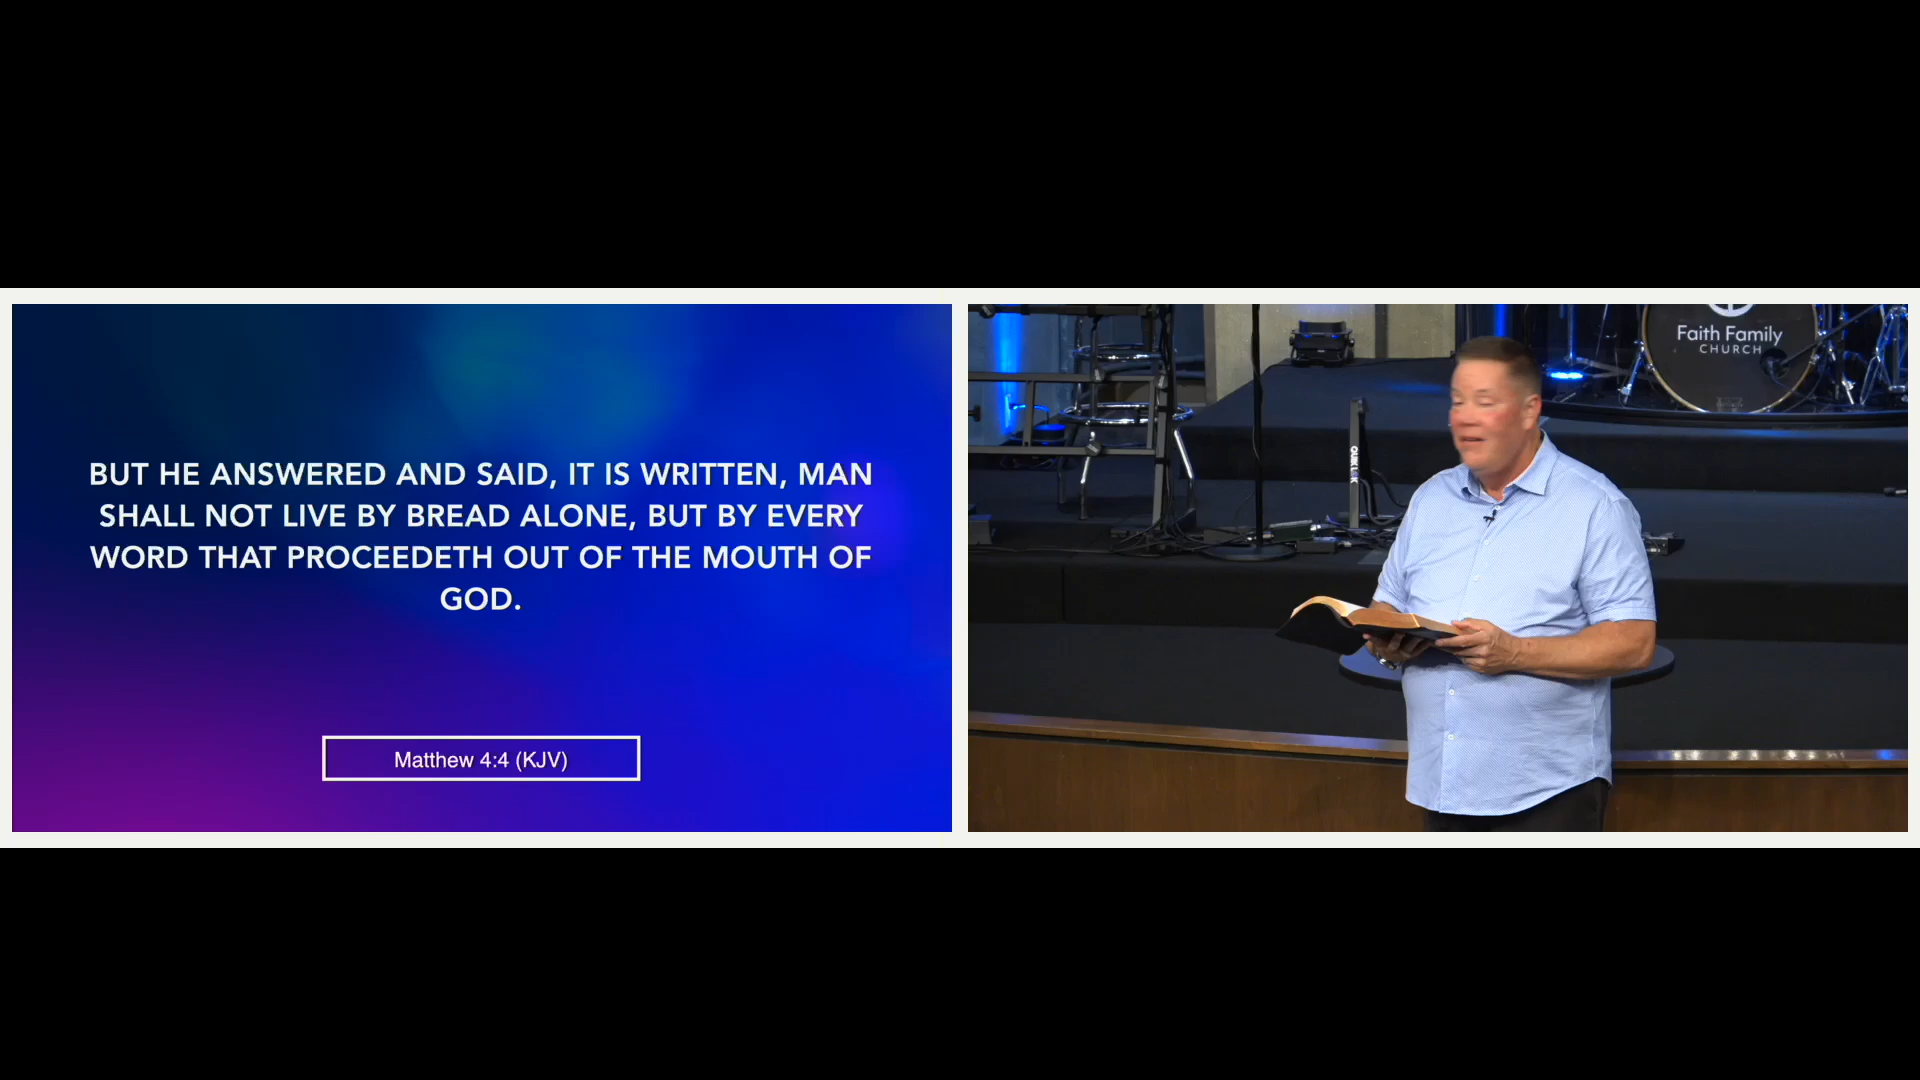 BUT HE ANSWERED AND SAID, IT IS WRITTEN, MAN
SHALL NOT LIVE BY BREAD ALONE, BUT BY EVERY
WORD THAT PROCEEDETH OUT OF THE MOUTH OF
GOD.
Matthew 4:4 (KJV)
Faith Family
CHURCH
QUIKLOK